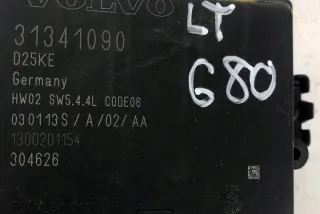 VOLVO
31341090
D25KE
Germany
HW02 SW5.4.4L CODE06
030113S/A/02/AA
1300201154
304626
LT
G80